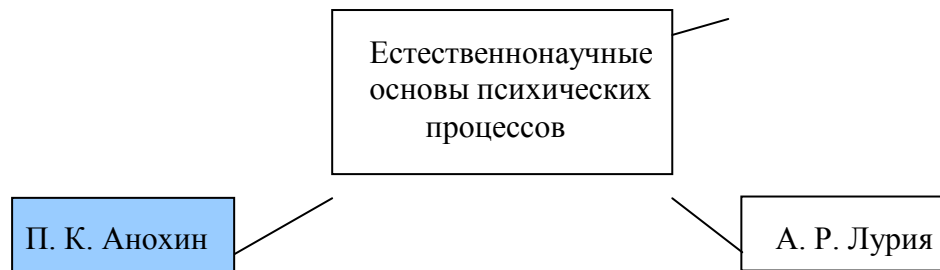 Естественнонаучные
основы психических
процессов
П. К. Анохин
А. Р. Лурия